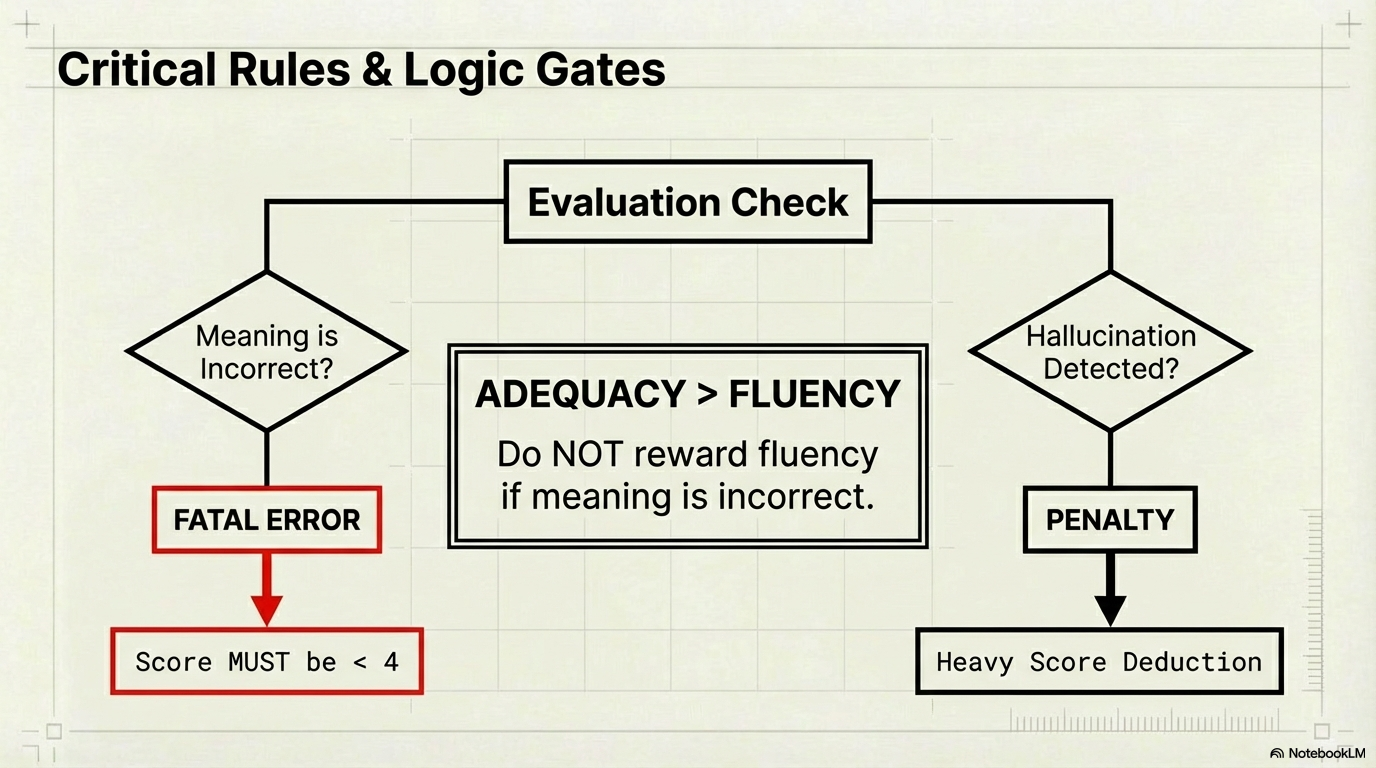 Critical Rules & Logic Gates
Evaluation Check
Meaning is
Incorrect?
Hallucination
Detected?
ADEQUACY > FLUENCY
Do NOT reward fluency
if meaning is incorrect.
FATAL ERROR
PENALTY
Score MUST be < 4
Heavy Score Deduction
NotebookLM